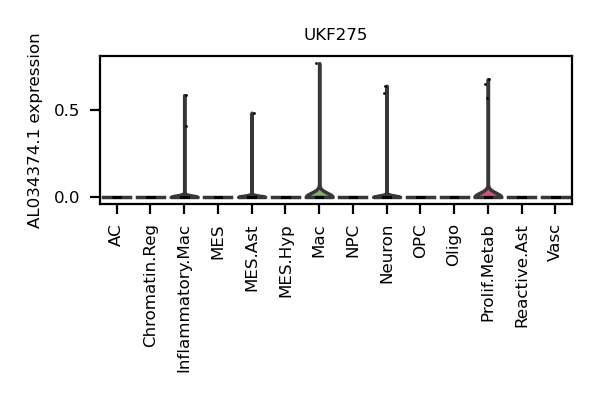 UKF275
AL034374.1 expression
0.5
0.0
AC
Chromatin.Reg
Inflammatory.Mac
MES
MES.Ast
MES.Hyp
Mac
NPC
Neuron
OPC
Oligo
Prolif.Metab
Reactive.Ast
Vasc